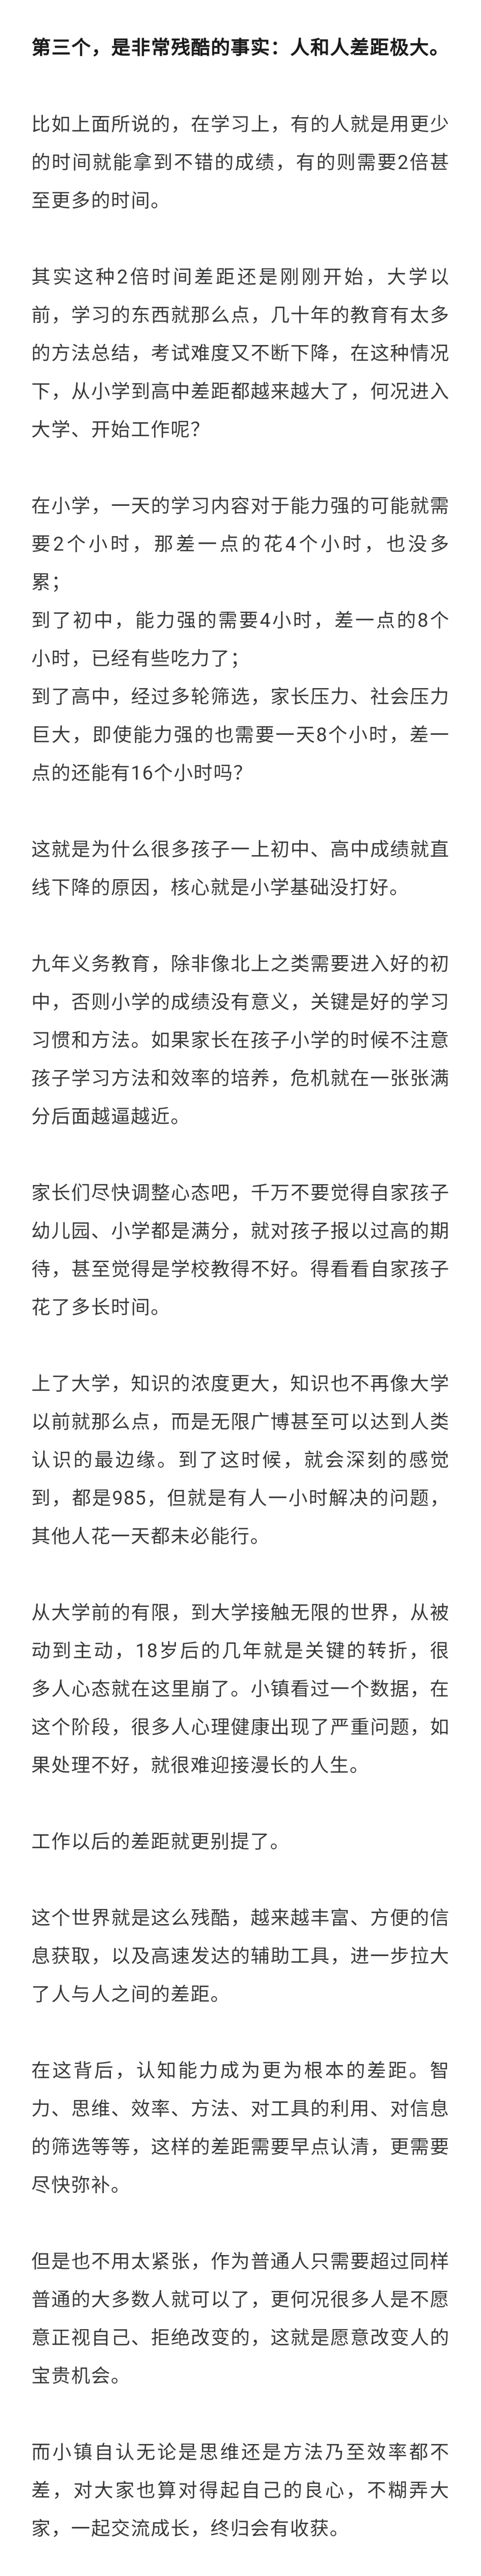 第三个，是非常残酷的事实：人和人差距极大。
比如上面所说的，在学习上，有的人就是用更少
的时间就能拿到不错的成绩，有的则需要2倍甚
至更多的时间。
其实这种2倍时间差距还是刚刚开始，大学以
前，学习的东西就那么点，几十年的教育有太多
的方法总结，考试难度又不断下降，在这种情况
下，从小学到高中差距都越来越大了，何况进入
大学、开始工作呢？
在小学，一天的学习内容对于能力强的可能就需
要2个小时，那差一点的花4个小时，也没多
累；
到了初中，能力强的需要4小时，差一点的8个
小时，已经有些吃力了；
到了高中，经过多轮筛选，家长压力、社会压力
巨大，即使能力强的也需要一天8个小时，差一
点的还能有16个小时吗？
这就是为什么很多孩子一上初中、高中成绩就直
线下降的原因，核心就是小学基础没打好。
九年义务教育，除非像北上之类需要进入好的初
中，否则小学的成绩没有意义，关键是好的学习
习惯和方法。如果家长在孩子小学的时候不注意
孩子学习方法和效率的培养，危机就在一张张满
分后面越逼越近。
家长们尽快调整心态吧，千万不要觉得自家孩子
幼儿园、小学都是满分，就对孩子报以过高的期
待，甚至觉得是学校教得不好。得看看自家孩子
花了多长时间。
上了大学，知识的浓度更大，知识也不再像大学
以前就那么点，而是无限广博甚至可以达到人类
认识的最边缘。到了这时候，就会深刻的感觉
到，都是985，但就是有人一小时解决的问题，
其他人花一天都未必能行。
从大学前的有限，到大学接触无限的世界，从被
动到主动，18岁后的几年就是关键的转折，很
多人心态就在这里崩了。小镇看过一个数据，在
这个阶段，很多人心理健康出现了严重问题，如
果处理不好，就很难迎接漫长的人生。
工作以后的差距就更别提了。
这个世界就是这么残酷，越来越丰富、方便的信
息获取，以及高速发达的辅助工具，进一步拉大
了人与人之间的差距。
在这背后，认知能力成为更为根本的差距。智
力、思维、效率、方法、对工具的利用、对信息
的筛选等等，这样的差距需要早点认清，更需要
尽快弥补。
但是也不用太紧张，作为普通人只需要超过同样
普通的大多数人就可以了，更何况很多人是不愿
意正视自己、拒绝改变的，这就是愿意改变人的
宝贵机会。
而小镇自认无论是思维还是方法乃至效率都不
差，对大家也算对得起自己的良心，不糊弄大
家，一起交流成长，终归会有收获。